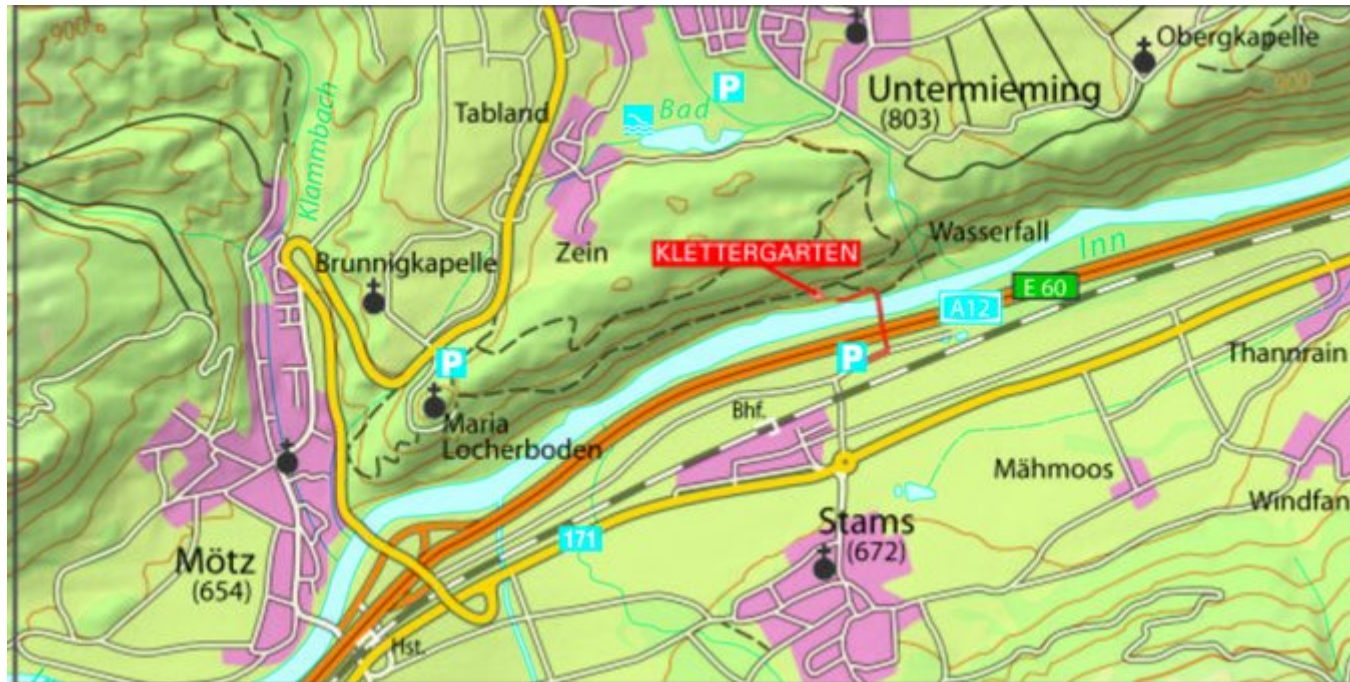 900
P
Obergkapelle
900
Klammbach
Tabland
Bad
Untermieming
(803)
Brunnigkapelle
Zein
KLETTERGARTEN
Wasserfall
Inn
E 60
A12
P
P
Thannrain
Maria
Locherboden
Bhf.
Mähmoos
Windfan
Mötz
(654)
171
Stams
(672)
Hst.